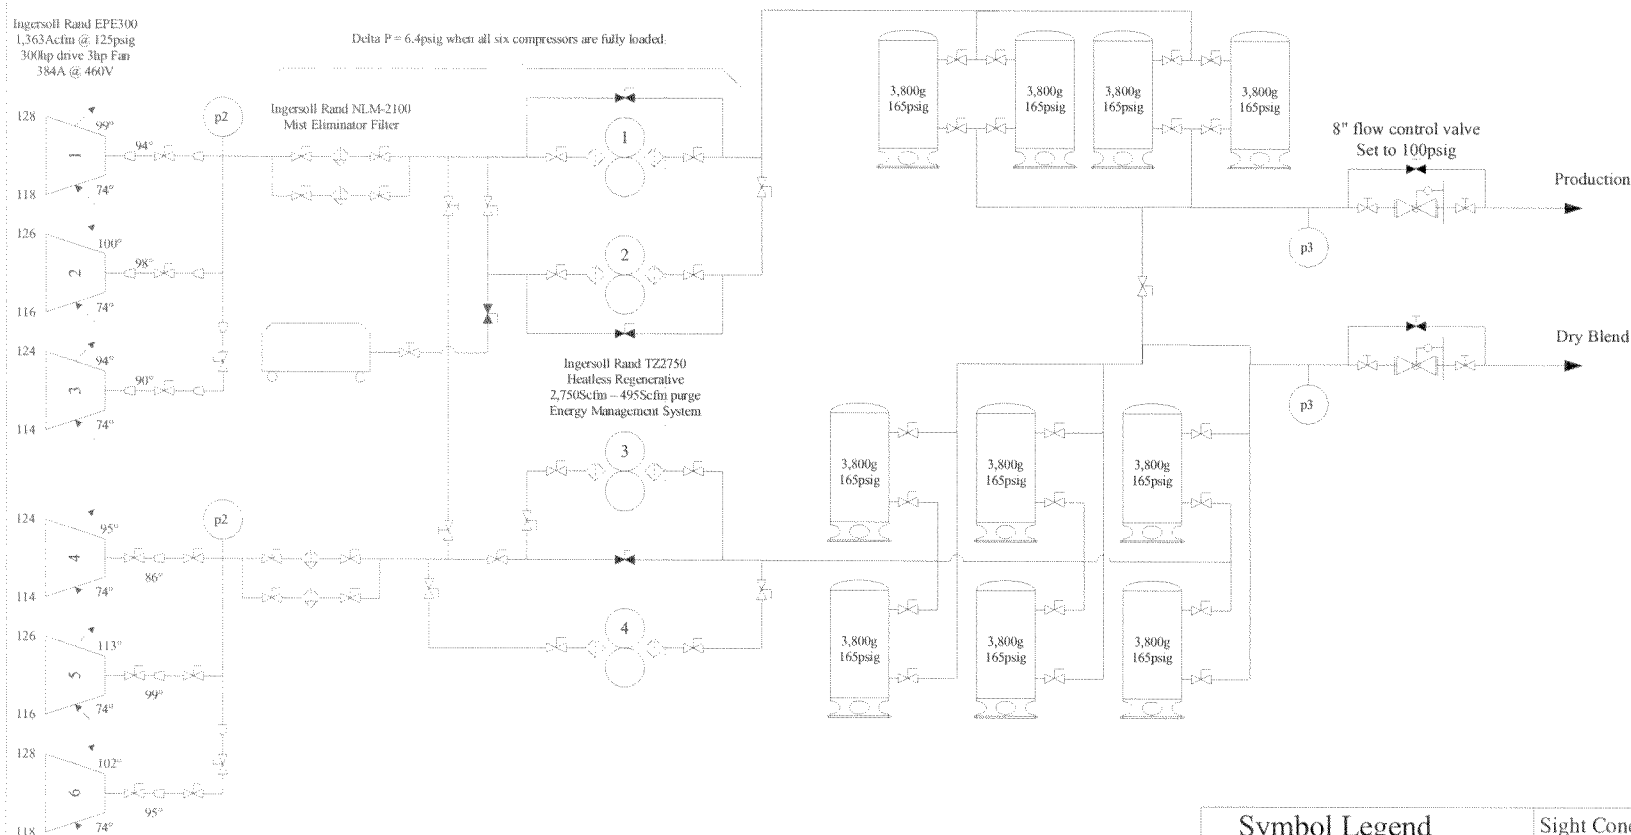 Ingersoll Rand EPE300
1,363Acfm @ 125psig
300hp drive 3hp Fan
384A @ 460V
Delta P = 6.4psig when all six compressors are fully loaded.
Ingersoll Rand NLM-2100
Mist Eliminator Filter
128
99°
1
94°
74°
118
p2
126
100°
2
98°
74°
116
124
94°
3
90°
74°
114
1
2
Ingersoll Rand TZ2750
Heatless Regenerative
2,750Scfm – 495Scfm purge
Energy Management System
3
4
124
95°
4
86°
74°
114
p2
126
113°
5
99°
74°
116
128
102°
6
95°
74°
118
3,800g
165psig
3,800g
165psig
3,800g
165psig
3,800g
165psig
8" flow control valve
Set to 100psig
Production
p3
Dry Blend
p3
3,800g
165psig
3,800g
165psig
3,800g
165psig
3,800g
165psig
3,800g
165psig
3,800g
165psig
Symbol Legend
Sight Cond